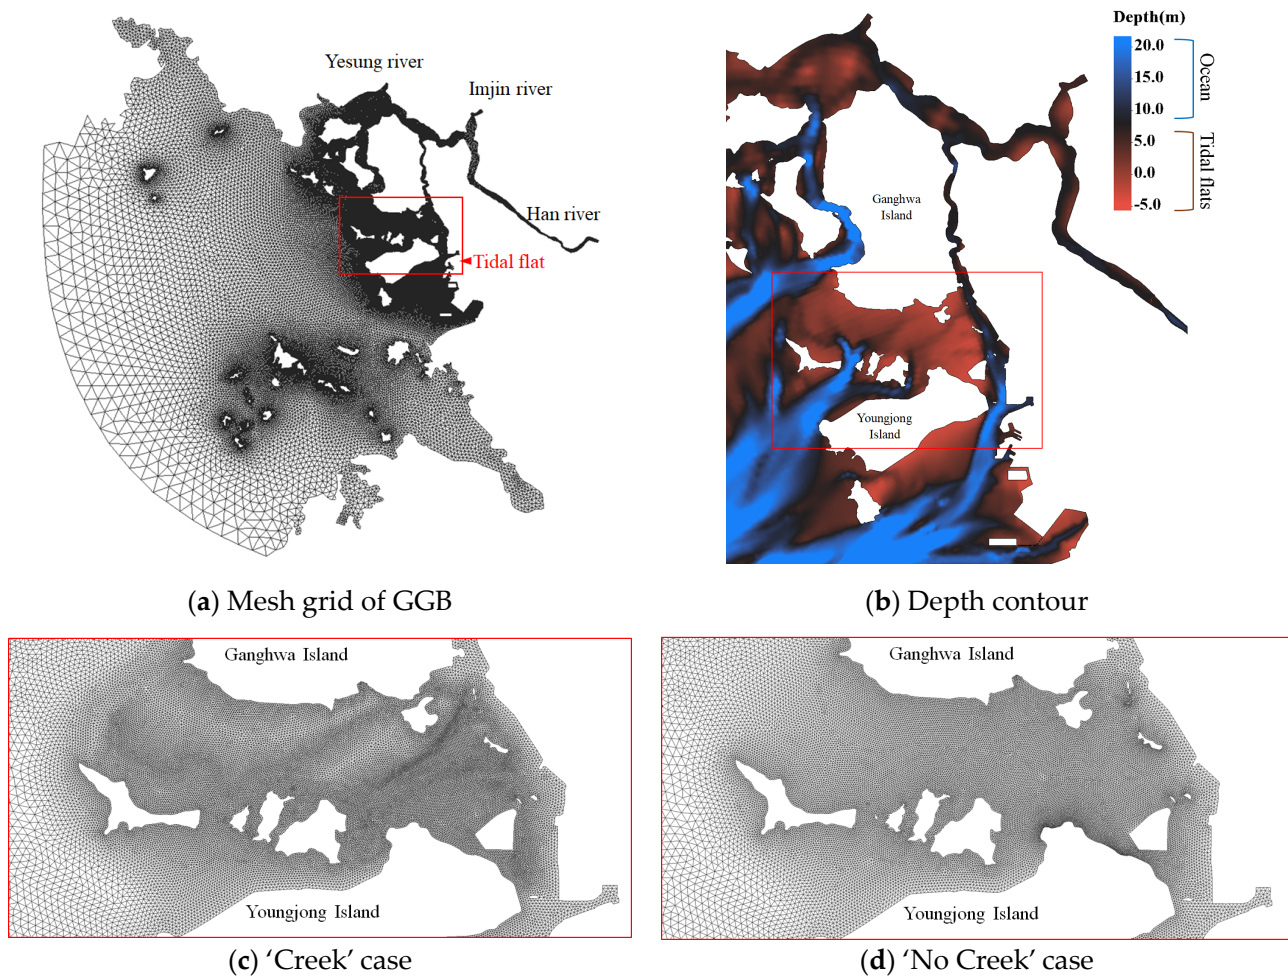 Yesung river
Imjin river
Han river
Tidal flat
(a) Mesh grid of GGB
Depth(m)
20.0
15.0
10.0
5.0
0.0
-5.0
Ocean
Tidal flats
Ganghwa
Island
Youngjong
Island
(b) Depth contour
Ganghwa Island
Youngjong Island
(c) ‘Creek’ case
Ganghwa Island
Youngjong Island
(d) ‘No Creek’ case